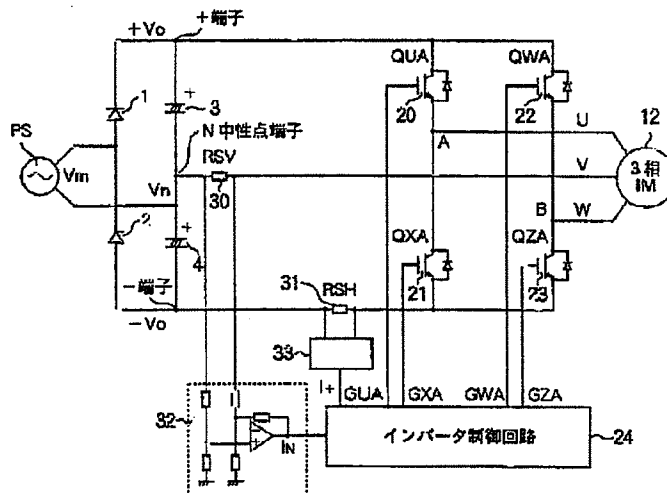 +Vo
+端子
QUA
QWA
1
+
3
20
22
12
PS
N 中性点端子
A
U
Vin
RSV
V
3相
IM
Vn
30
B
W
2
+
4
QXA
QZA
31
RSH
21
23
−端子
−Vo
33
I+
GUA
GXA
GWA
GZA
32
−
+
IN
インバータ制御回路
24